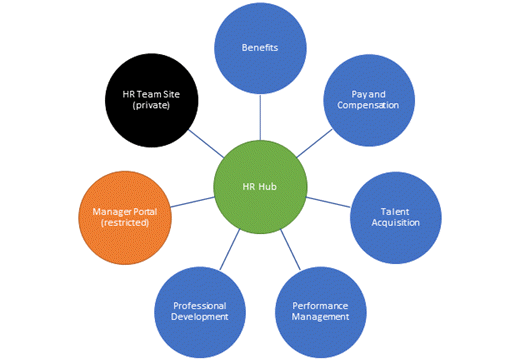 Benefits
HR Team Site
(private)
Pay and
Compensation
HR Hub
Manager Portal
(restricted)
Talent
Acquisition
Professional
Development
Performance
Management